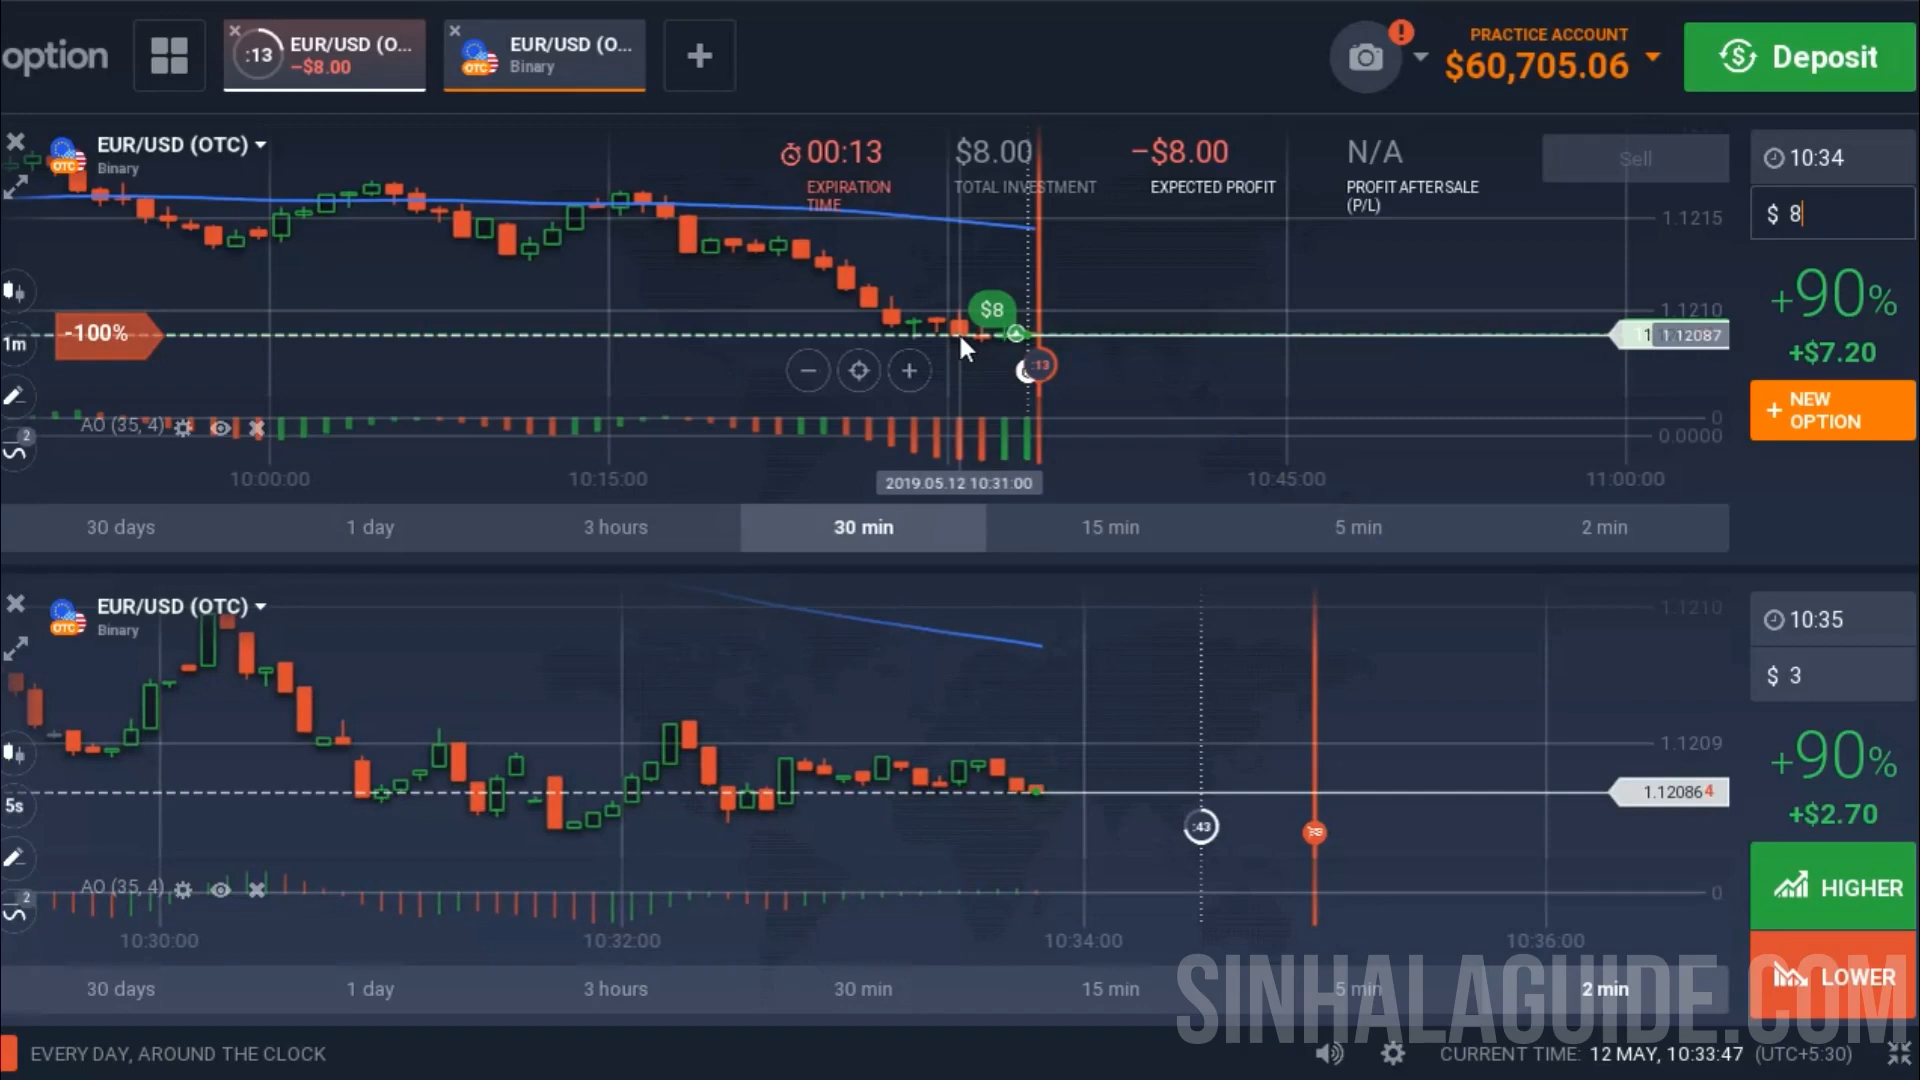 option
:13
EUR/USD (O...
−$8.00
EUR/USD (O...
Binary
OTC
PRACTICE ACCOUNT
$60,705.06
Deposit
EUR/USD (OTC)
Binary
OTC
00:13
EXPIRATION TIME
$8.00
TOTAL INVESTMENT
−$8.00
EXPECTED PROFIT
N/A
PROFIT AFTER SALE (P/L)
Sell
10:34
$ 8
+90%
+$7.20
+ NEW OPTION
1.1215
1.1210
1.12087
$8
-100%
:13
1m
2
AO (35, 4)
0
0.0000
10:00:00
10:15:00
2019.05.12 10:31:00
10:45:00
11:00:00
30 days
1 day
3 hours
30 min
15 min
5 min
2 min
EUR/USD (OTC)
Binary
OTC
10:35
$ 3
+90%
+$2.70
HIGHER
LOWER
1.1210
1.1209
1.120864
:43
5s
2
AO (35, 4)
0
10:30:00
10:32:00
10:34:00
10:36:00
30 days
1 day
3 hours
30 min
15 min
5 min
2 min
SINHALAGUIDE.COM
EVERY DAY, AROUND THE CLOCK
CURRENT TIME: 12 MAY, 10:33:47 (UTC+5:30)